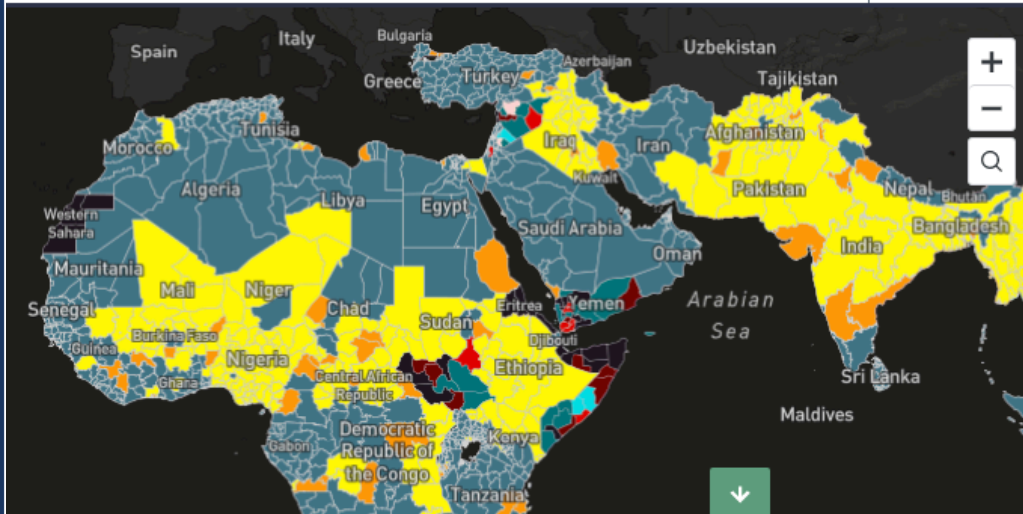 Spain
Italy
Bulgaria
Greece
Turkey
Azerbaijan
Uzbekistan
Tajikistan
+
−
Morocco
Tunisia
Algeria
Libya
Egypt
Iraq
Kuwait
Iran
Afghanistan
Pakistan
Nepal
Bhutan
Bangladesh
India
Western
Sahara
Mauritania
Saudi Arabia
Oman
Mali
Niger
Chad
Sudan
Eritrea
Yemen
Arabian
Sea
Senegal
Guinea
Burkina Faso
Ghana
Nigeria
Djibouti
Ethiopia
Central African
Republic
Sri Lanka
Maldives
Gabon
Democratic
Republic of
the Congo
Kenya
Tanzania